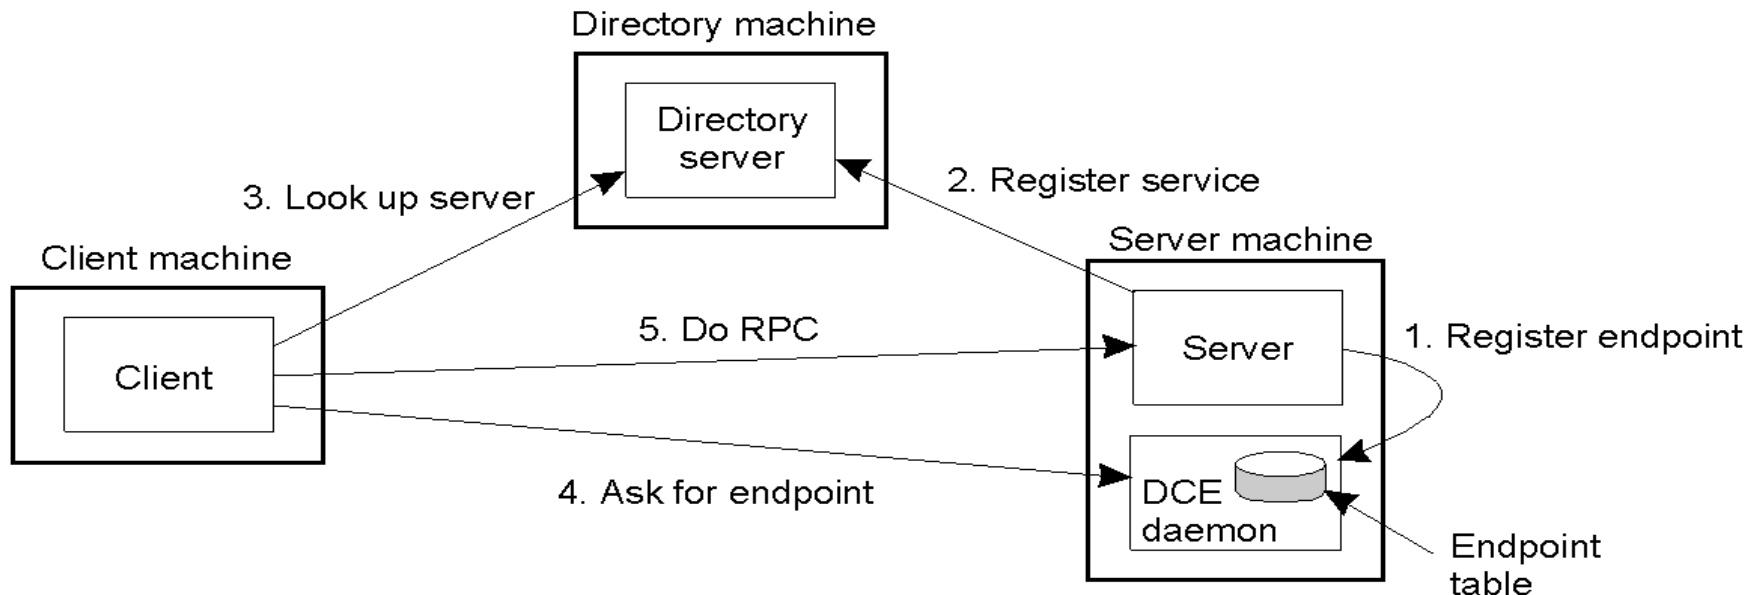 Directory machine
Directory
server
3. Look up server
2. Register service
Client machine
Server machine
5. Do RPC
1. Register endpoint
Client
Server
4. Ask for endpoint
DCE
daemon
Endpoint
table